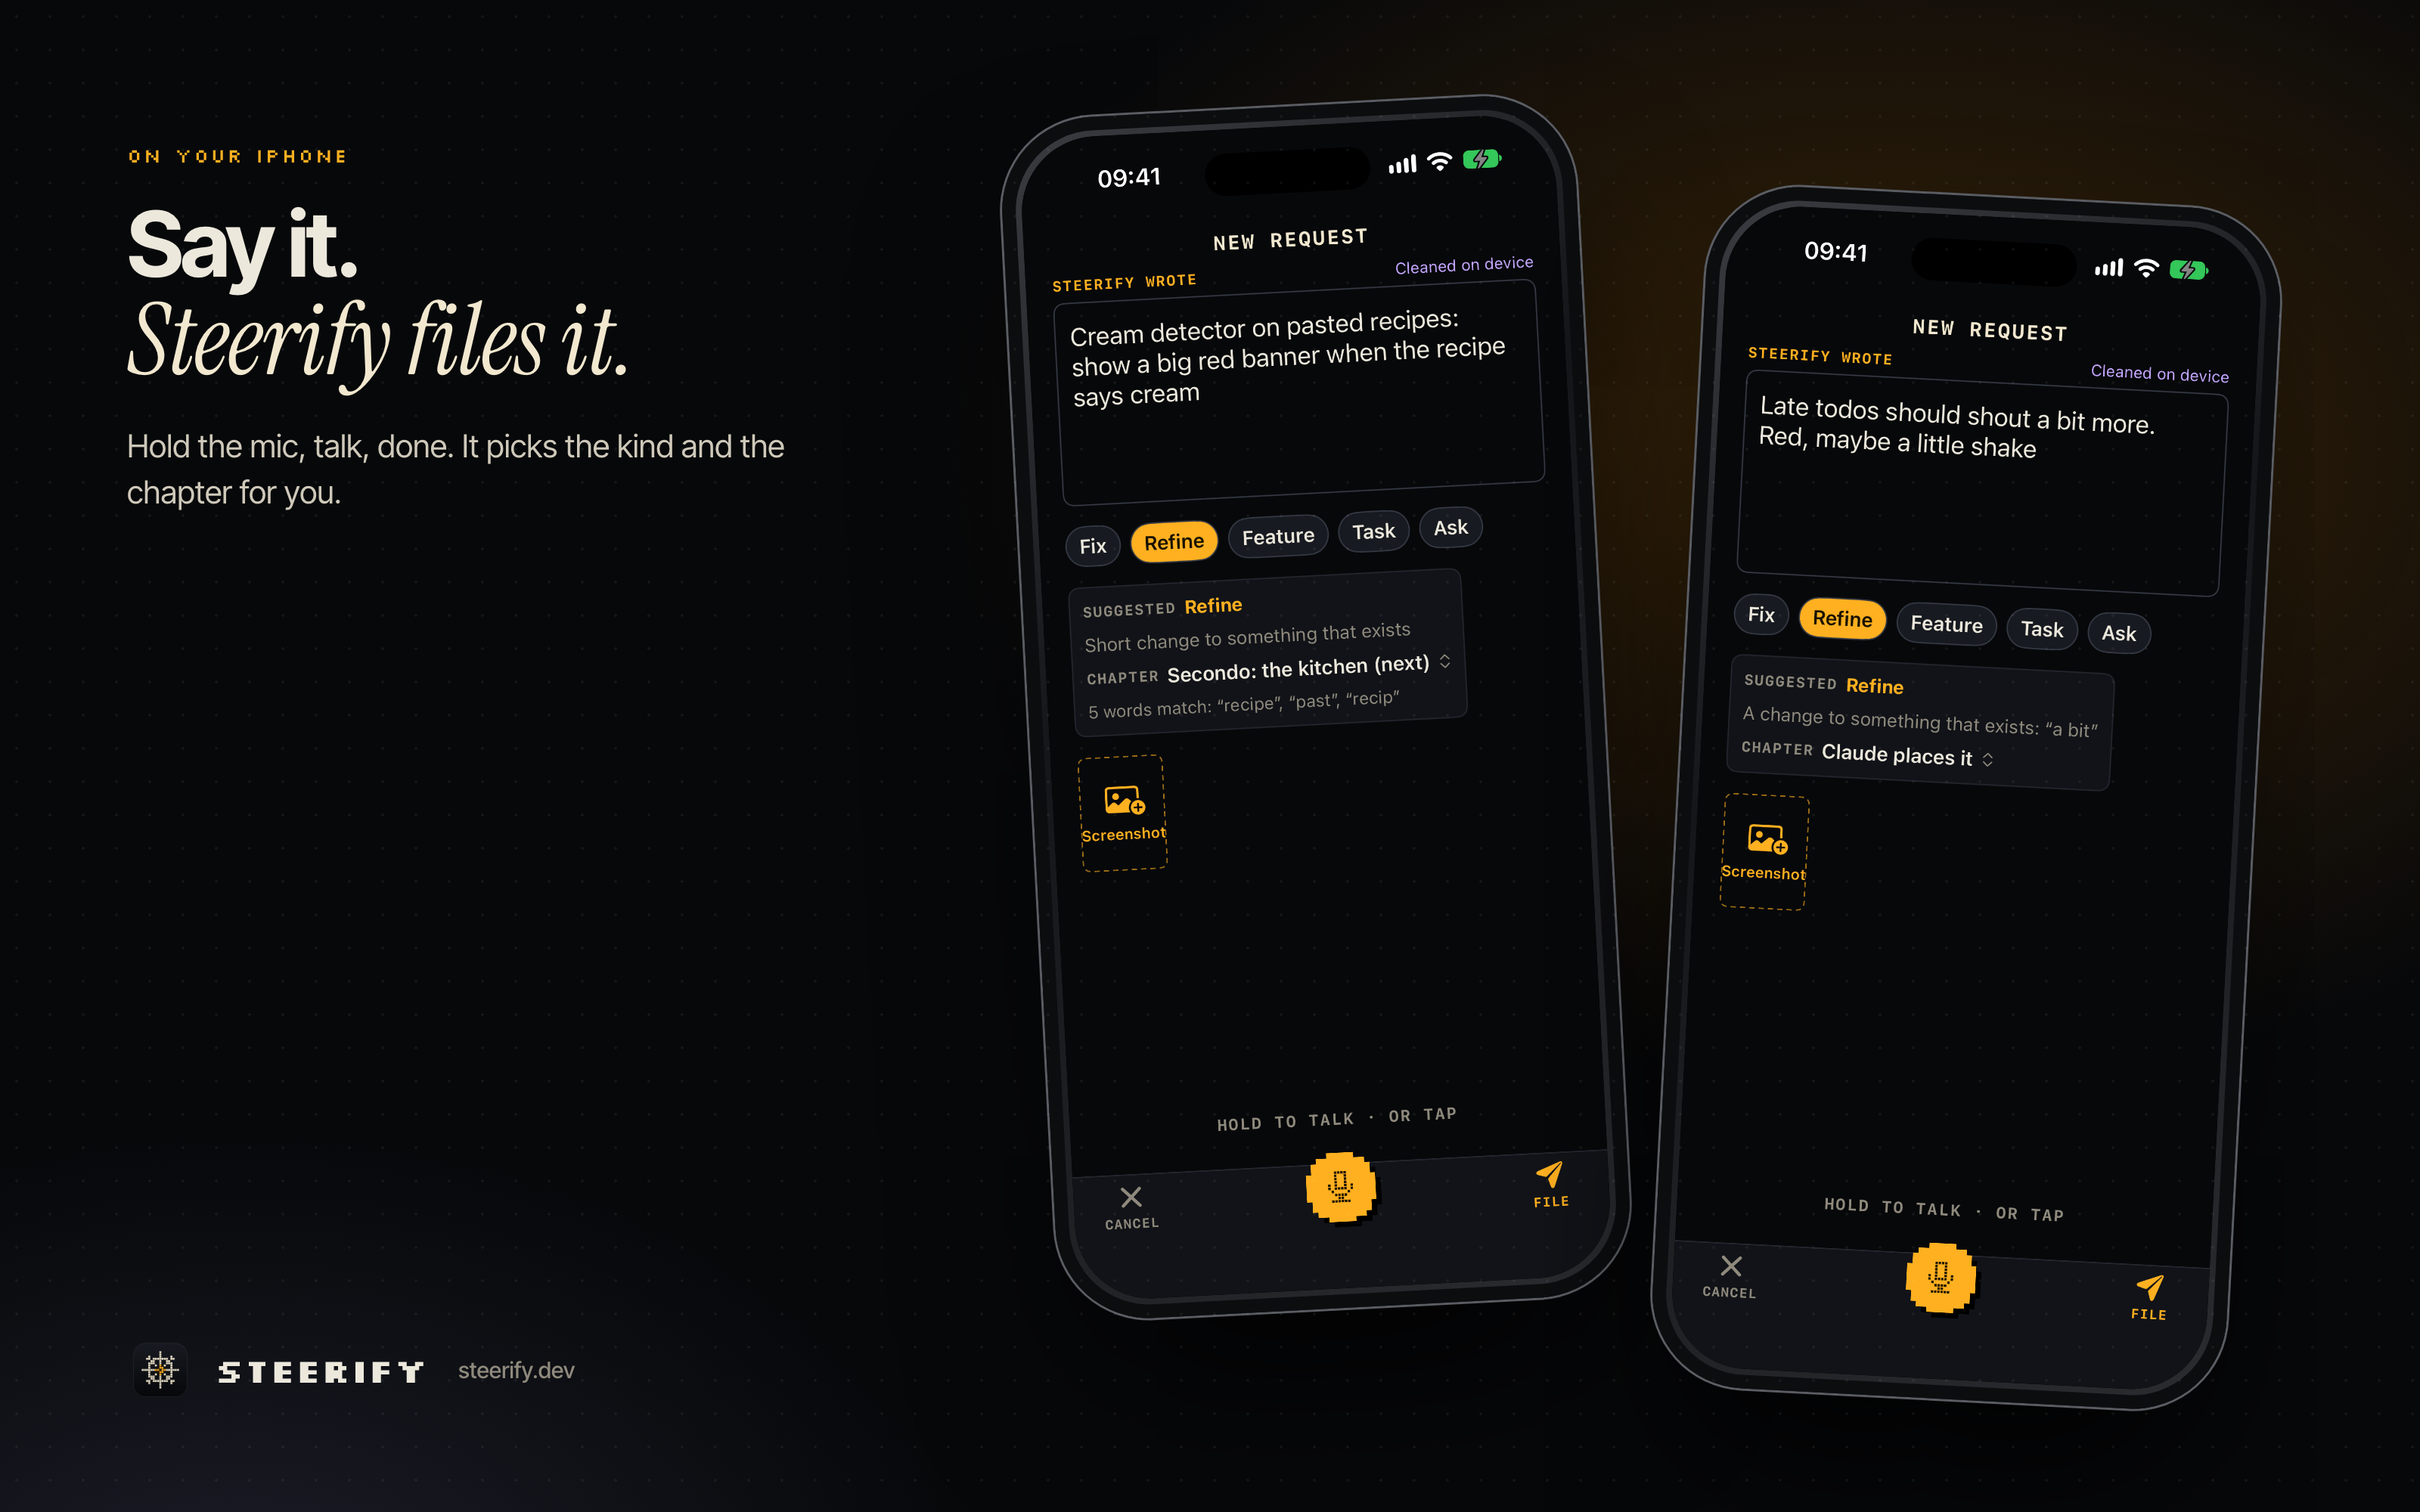 ON YOUR IPHONE
Say it.
Steerify files it.
Hold the mic, talk, done. It picks the kind and the
chapter for you.
STEERIFY steerify.dev
09:41
NEW REQUEST
STEERIFY WROTE Cleaned on device
Cream detector on pasted recipes:
show a big red banner when the recipe
says cream
Fix Refine Feature Task Ask
SUGGESTED Refine
Short change to something that exists
CHAPTER Secondo: the kitchen (next)
5 words match: “recipe”, “past”, “recip”
Screenshot
HOLD TO TALK · OR TAP
CANCEL FILE
09:41
NEW REQUEST
STEERIFY WROTE Cleaned on device
Late todos should shout a bit more.
Red, maybe a little shake
Fix Refine Feature Task Ask
SUGGESTED Refine
A change to something that exists: “a bit”
CHAPTER Claude places it
Screenshot
HOLD TO TALK · OR TAP
CANCEL FILE